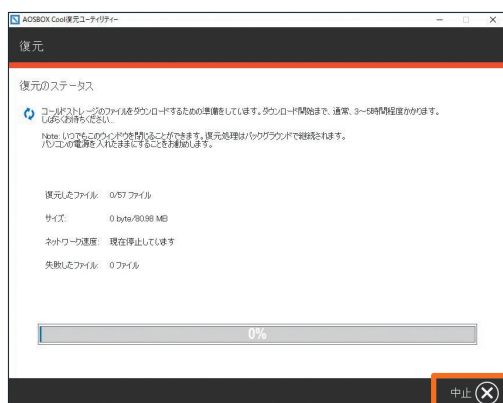 AOSBOX Cool復元ユーティリティー
復元
復元のステータス
コールドストレージのファイルをダウンロードするための準備をしています。ダウンロード開始まで、通常、3~5時間程度かかります。
しばらくお待ちください...
Note: いつでもこのウィンドウを閉じることができます。復元処理はバックグラウンドで継続されます。
パソコンの電源を入れたままにすることをお勧めします。
復元したファイル: 0/57 ファイル
サイズ: 0 byte/80.98 MB
ネットワーク速度: 現在停止しています
失敗したファイル: 0 ファイル
0%
中止